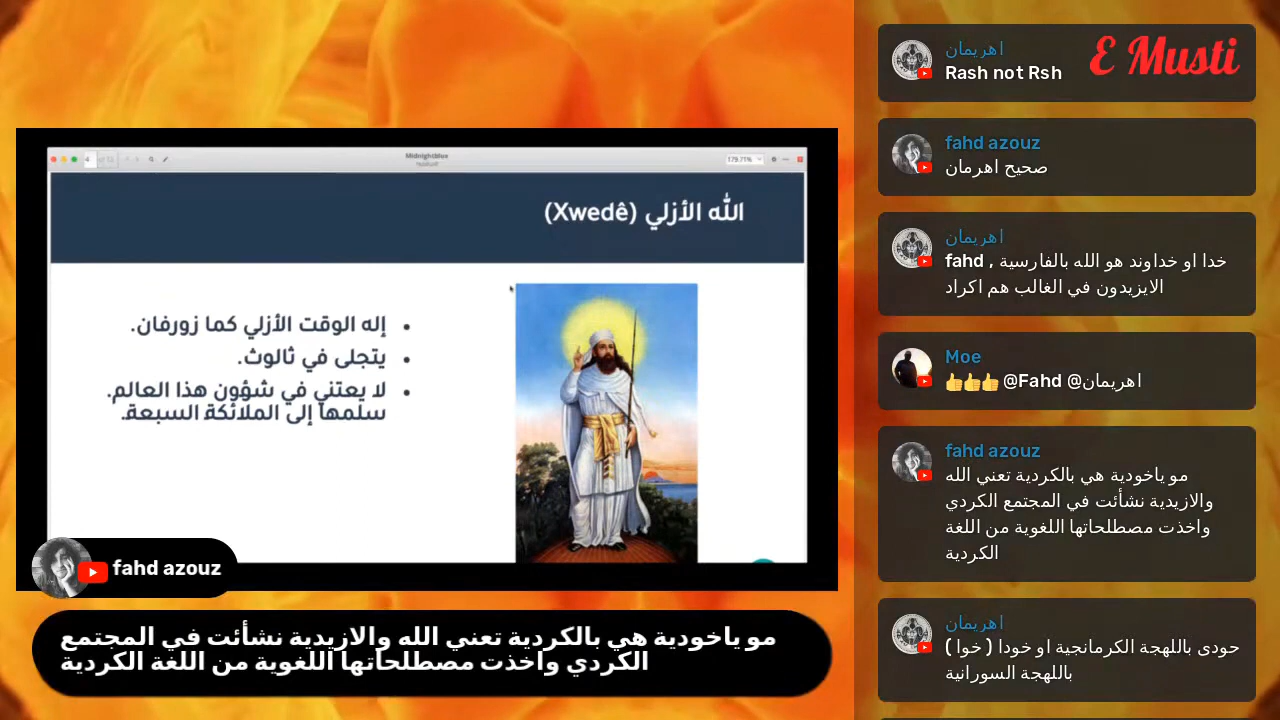 Midnightblue
179.71%
الله الأزلي (Xwedê)
إله الوقت الأزلي كما زورفان.
يتجلى في ثالوث.
لا يعتني في شؤون هذا العالم.
سلمها إلى الملائكة السبعة.
fahd azouz
مو ياخودية هي بالكردية تعني الله والازيدية نشأئت في المجتمع
الكردي واخذت مصطلحاتها اللغوية من اللغة الكردية
E Musti
اهريمان
Rash not Rsh
fahd azouz
صحيح اهرمان
اهريمان
fahd , خدا او خداوند هو الله بالفارسية
الايزيدون في الغالب هم اكراد
Moe
👍👍👍 @Fahd @اهريمان
fahd azouz
مو ياخودية هي بالكردية تعني الله
والازيدية نشأئت في المجتمع الكردي
واخذت مصطلحاتها اللغوية من اللغة
الكردية
اهريمان
حودى باللهجة الكرمانجية او خودا ( خوا )
باللهجة السورانية